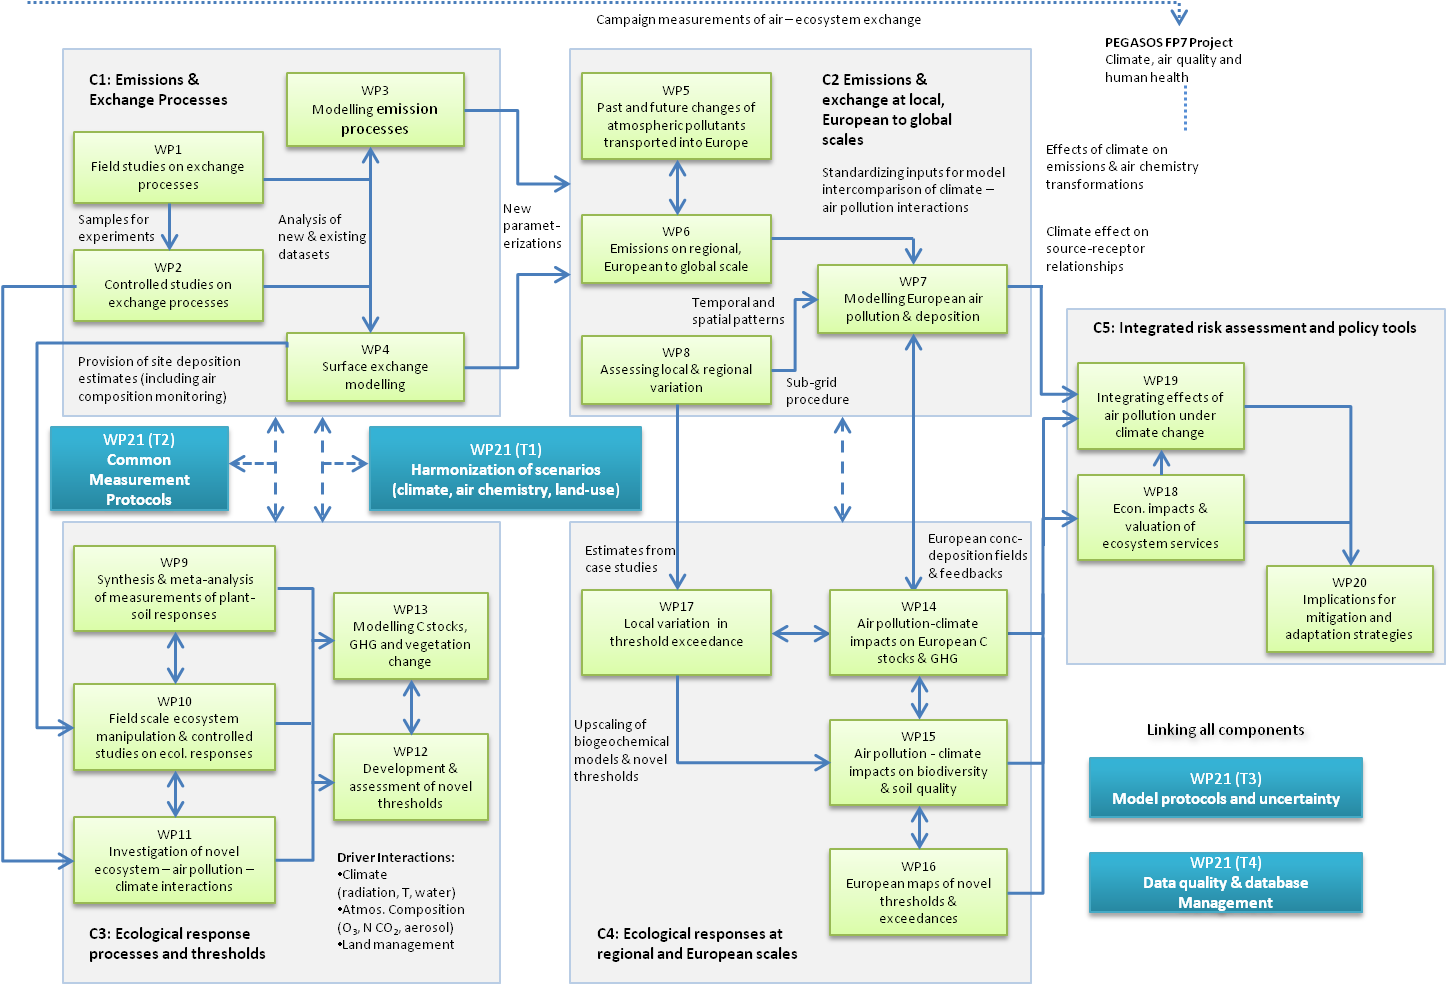 Campaign measurements of air – ecosystem exchange
PEGASOS FP7 Project
Climate, air quality and
human health
C1: Emissions &
Exchange Processes
WP3
Modelling emission
processes
WP1
Field studies on exchange
processes
Samples for
experiments
Analysis of
new & existing
datasets
WP2
Controlled studies on
exchange processes
Provision of site deposition
estimates (including air
composition monitoring)
WP4
Surface exchange
modelling
New
paramet-
erizations
WP5
Past and future changes of
atmospheric pollutants
transported into Europe
C2 Emissions &
exchange at local,
European to global
scales
Standardizing inputs for model
intercomparison of climate –
air pollution interactions
WP6
Emissions on regional,
European to global scale
WP7
Modelling European air
pollution & deposition
Temporal and
spatial patterns
WP8
Assessing local & regional
variation
Sub-grid
procedure
Effects of climate on
emissions & air chemistry
transformations
Climate effect on
source-receptor
relationships
C5: Integrated risk assessment and policy tools
WP19
Integrating effects of
air pollution under
climate change
WP18
Econ. impacts &
valuation of
ecosystem services
WP20
Implications for
mitigation and
adaptation strategies
WP21 (T2)
Common
Measurement
Protocols
WP21 (T1)
Harmonization of scenarios
(climate, air chemistry, land-use)
WP9
Synthesis & meta-analysis
of measurements of plant-
soil responses
WP10
Field scale ecosystem
manipulation & controlled
studies on ecol. responses
WP11
Investigation of novel
ecosystem – air pollution –
climate interactions
WP13
Modelling C stocks,
GHG and vegetation
change
WP12
Development &
assessment of novel
thresholds
Driver Interactions:
•Climate
(radiation, T, water)
•Atmos. Composition
(O₃, N CO₂, aerosol)
•Land management
C3: Ecological response
processes and thresholds
Estimates from
case studies
European conc-
deposition fields
& feedbacks
WP17
Local variation in
threshold exceedance
WP14
Air pollution-climate
impacts on European C
stocks & GHG
Upscaling of
biogeochemical
models & novel
thresholds
WP15
Air pollution - climate
impacts on biodiversity
& soil quality
WP16
European maps of novel
thresholds &
exceedances
C4: Ecological responses at
regional and European scales
Linking all components
WP21 (T3)
Model protocols and uncertainty
WP21 (T4)
Data quality & database
Management